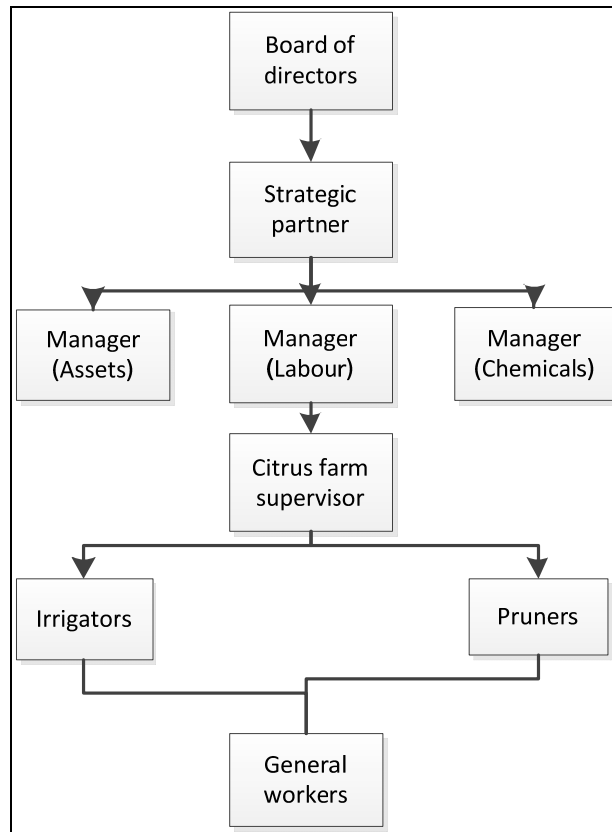 Board of
directors
Strategic
partner
Manager
(Assets)
Manager
(Labour)
Manager
(Chemicals)
Citrus farm
supervisor
Irrigators
Pruners
General
workers